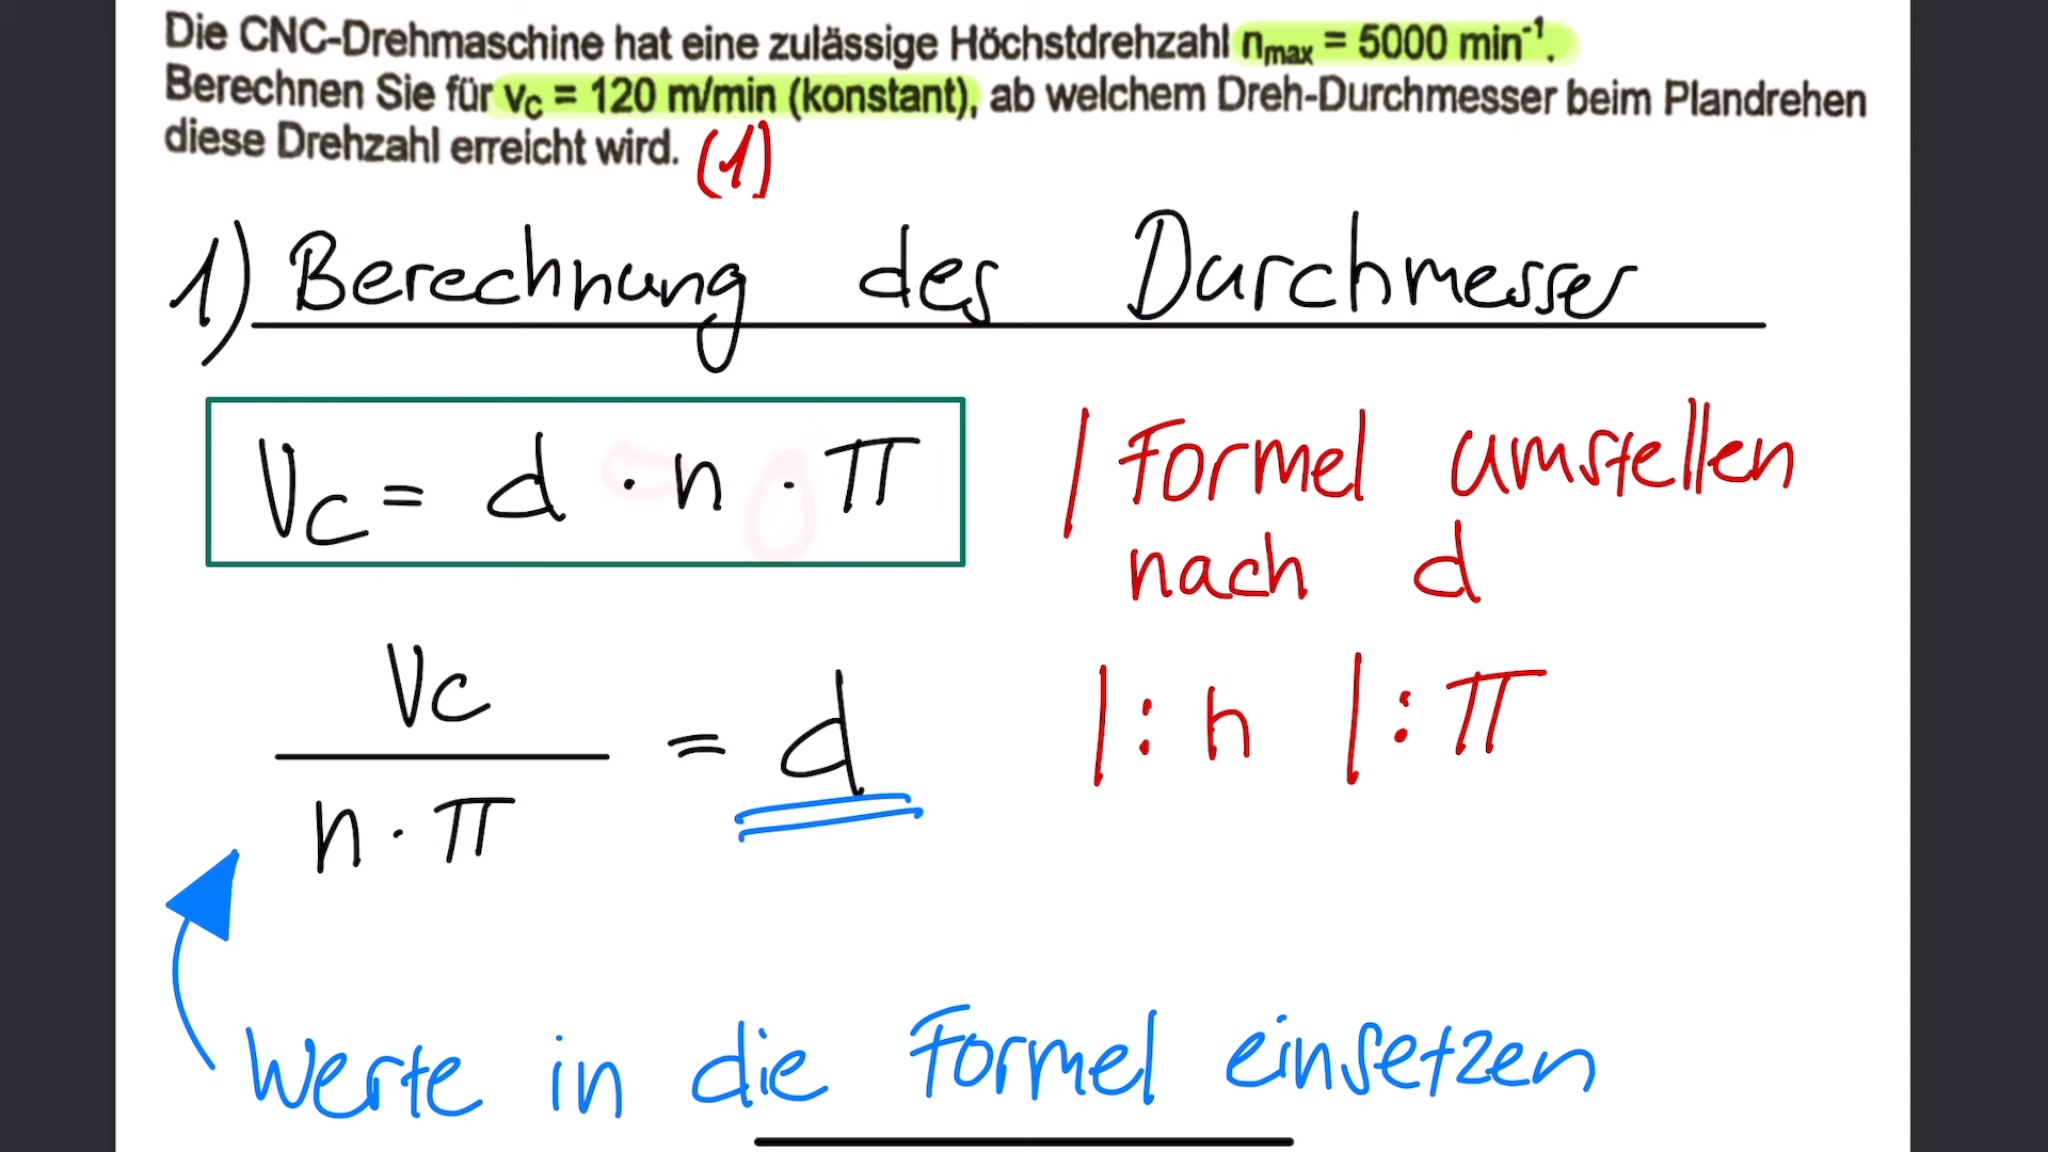 Die CNC-Drehmaschine hat eine zulässige Höchstdrehzahl nmax = 5000 min⁻¹.
Berechnen Sie für vC = 120 m/min (konstant), ab welchem Dreh-Durchmesser beim Plandrehen
diese Drehzahl erreicht wird. (1)
1) Berechnung des Durchmesser
Vc = d · n · π | Formel umstellen
nach d
Vc
n · π
= d |: n |: π
Werte in die Formel einsetzen